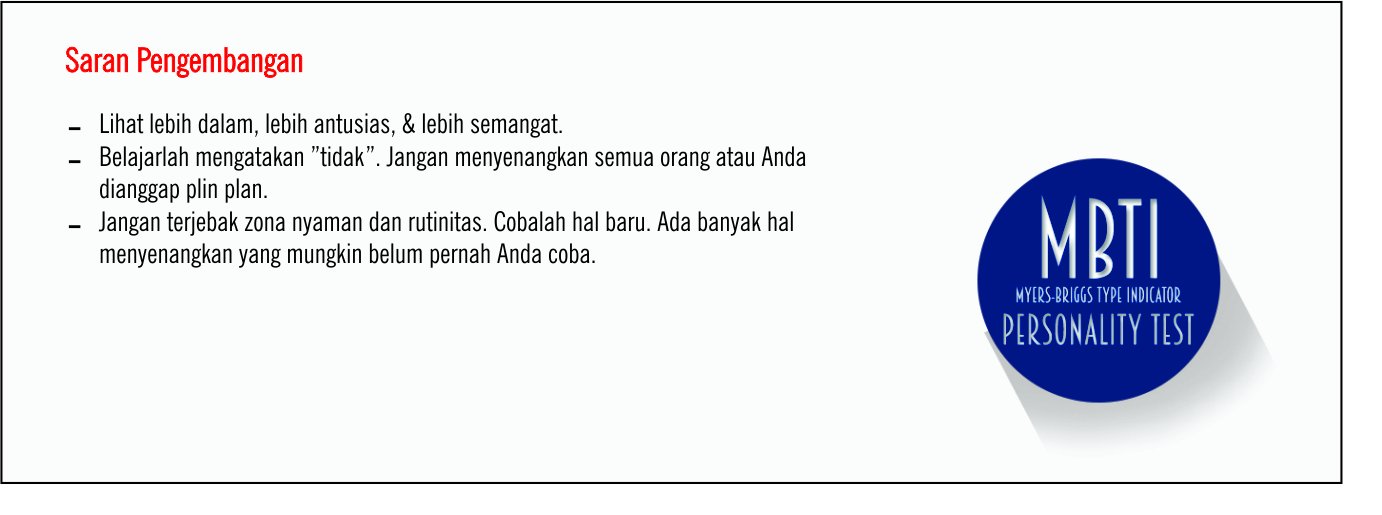 Saran Pengembangan
– Lihat lebih dalam, lebih antusias, & lebih semangat.
– Belajarlah mengatakan ”tidak”. Jangan menyenangkan semua orang atau Anda
dianggap plin plan.
– Jangan terjebak zona nyaman dan rutinitas. Cobalah hal baru. Ada banyak hal
menyenangkan yang mungkin belum pernah Anda coba.
MBTI
MYERS-BRIGGS TYPE INDICATOR
PERSONALITY TEST